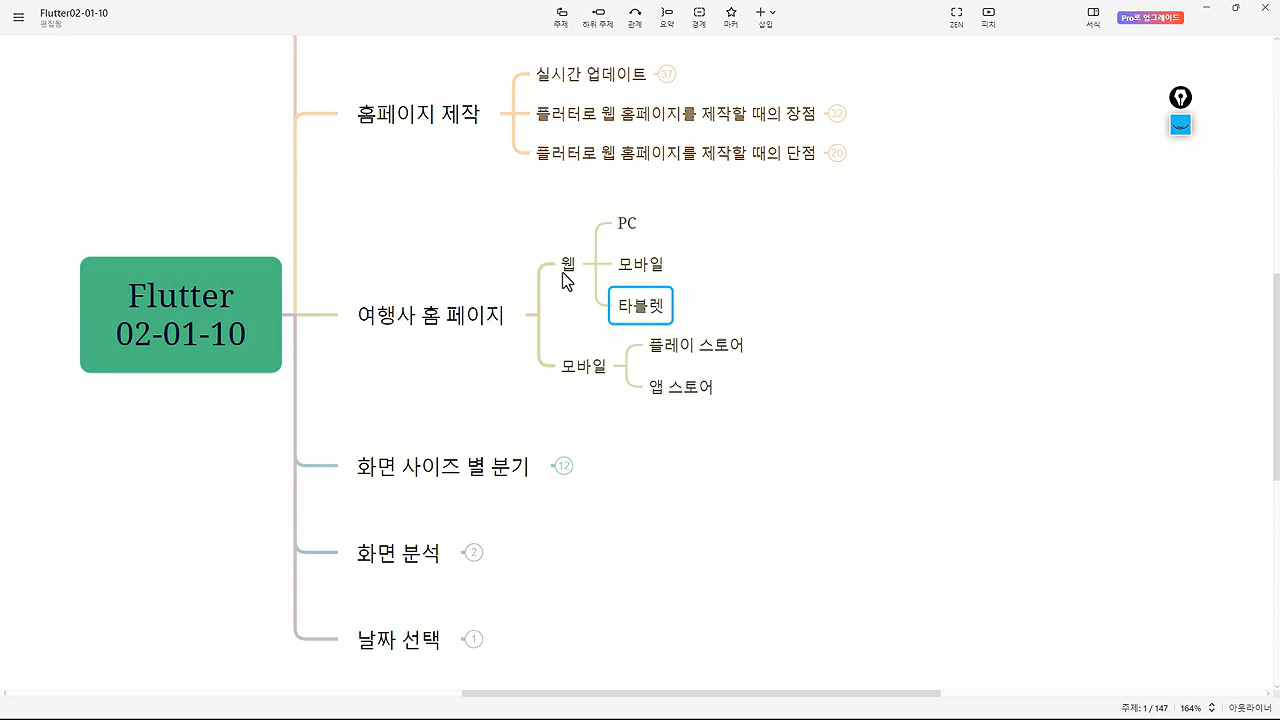 Flutter02-01-10
편집됨
주제
하위 주제
관계
요약
경계
마커
삽입
ZEN
피치
서식
Pro로 업그레이드
홈페이지 제작
실시간 업데이트 37
플러터로 웹 홈페이지를 제작할 때의 장점 32
플러터로 웹 홈페이지를 제작할 때의 단점 20
Flutter
02-01-10
여행사 홈 페이지
웹
PC
모바일
타블렛
모바일
플레이 스토어
앱 스토어
화면 사이즈 별 분기 12
화면 분석 2
날짜 선택 1
주제: 1 / 147
164%
아웃라이너